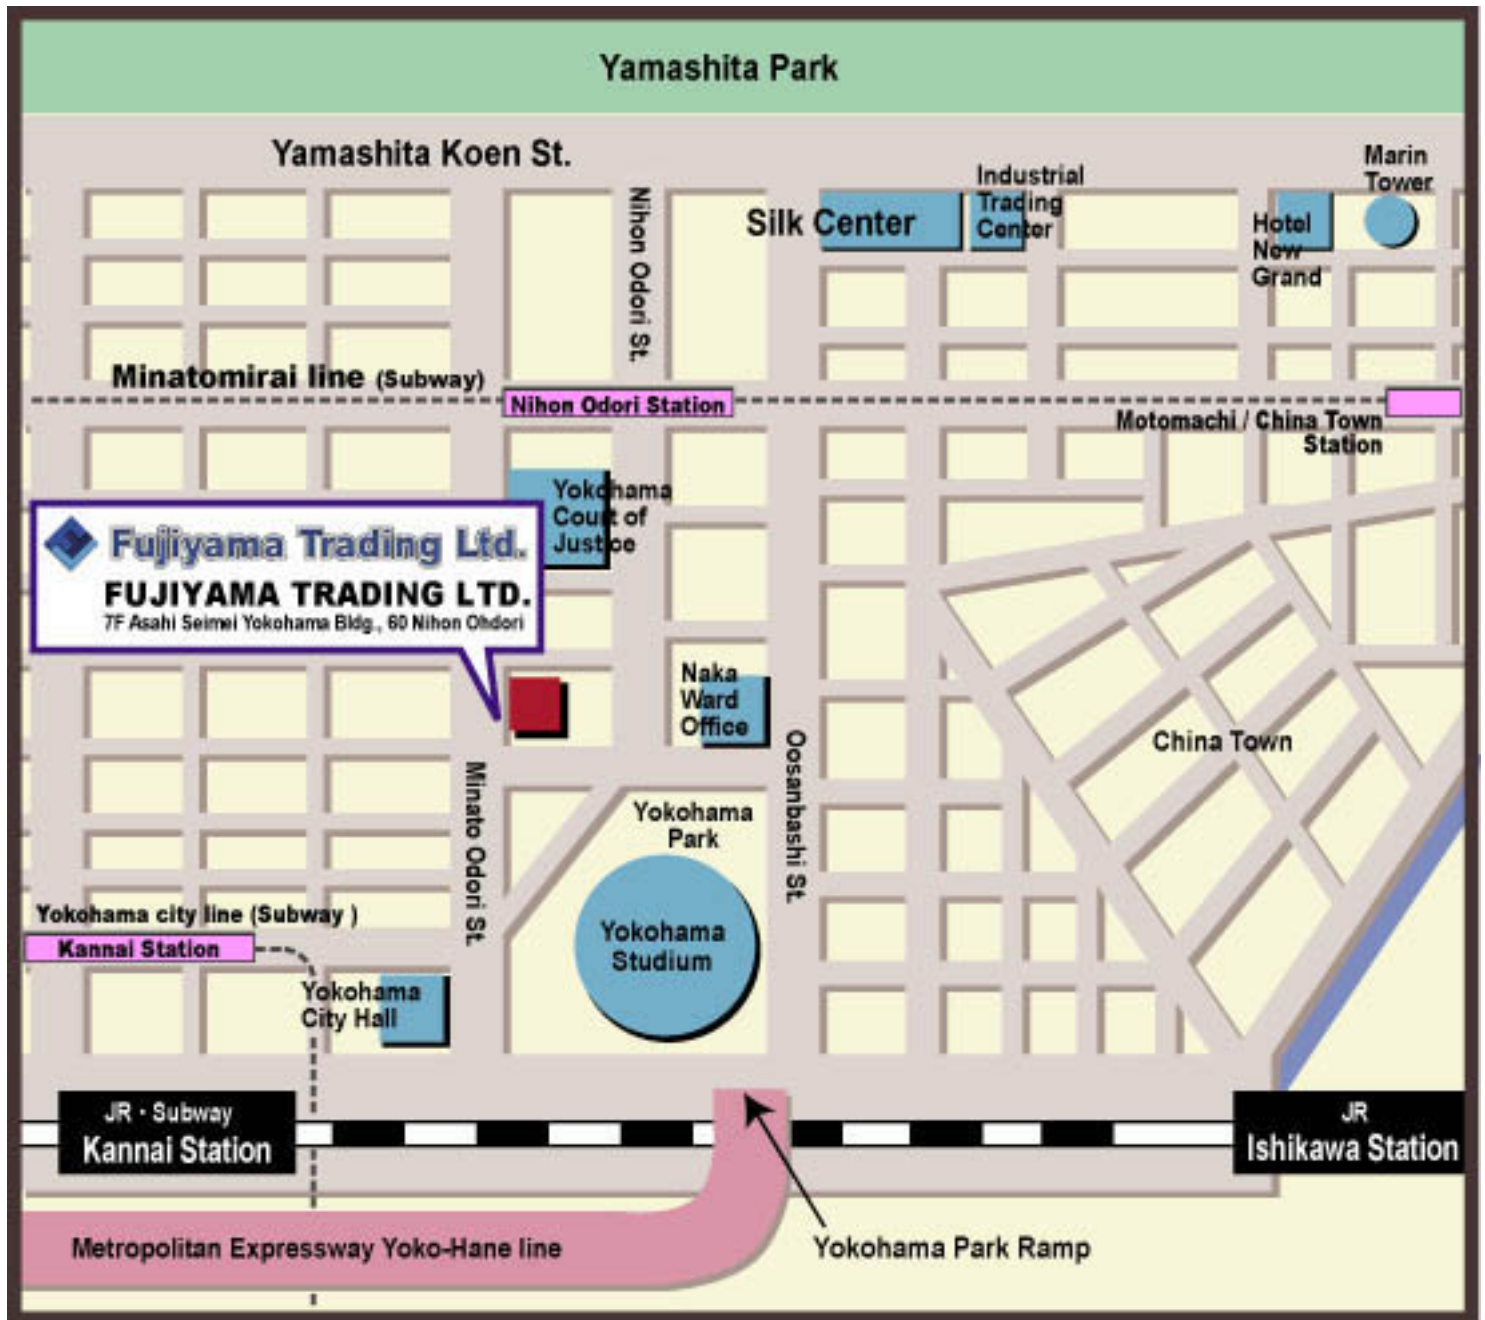 Yamashita Park
Yamashita Koen St.
Marin
Tower
Industrial
Trading
Center
Silk Center
Hotel
New
Grand
Nihon Odori St.
Minatomirai line (Subway)
Nihon Odori Station
Motomachi / China Town
Station
Yokohama
Court of
Justice
Fujiyama Trading Ltd.
FUJIYAMA TRADING LTD.
7F Asahi Seimei Yokohama Bldg., 60 Nihon Ohdori
Naka
Ward
Office
China Town
Oosanbashi St.
Minato Odori St.
Yokohama
Park
Yokohama
Studium
Yokohama city line (Subway )
Kannai Station
Yokohama
City Hall
JR・Subway
Kannai Station
JR
Ishikawa Station
Metropolitan Expressway Yoko-Hane line
Yokohama Park Ramp